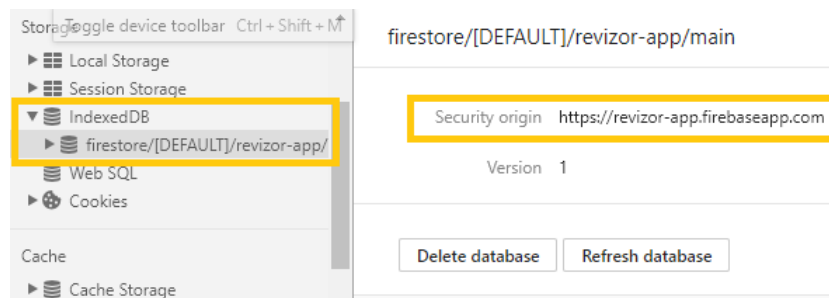 Storage
Toggle device toolbar Ctrl + Shift + M
Local Storage
Session Storage
IndexedDB
firestore/[DEFAULT]/revizor-app/
Web SQL
Cookies
Cache
Cache Storage
firestore/[DEFAULT]/revizor-app/main
Security origin https://revizor-app.firebaseapp.com
Version 1
Delete database Refresh database